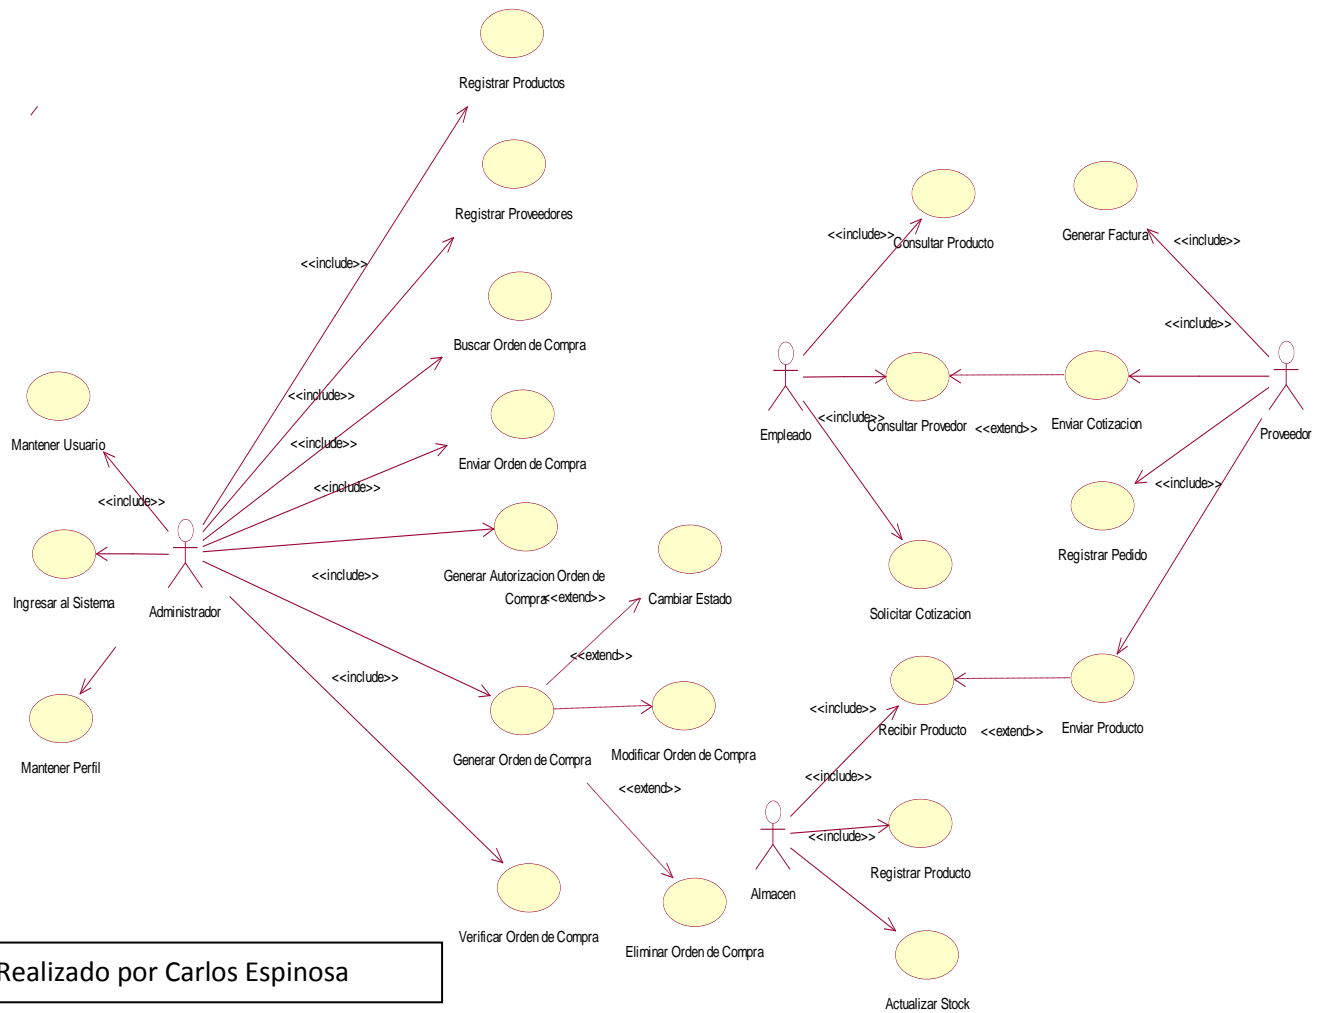 Registrar Productos
Registrar Proveedores
<<include>>
Buscar Orden de Compra
<<include>>
Enviar Orden de Compra
<<include>>
<<include>>
Mantener Usuario
<<include>>
Ingresar al Sistema
Administrador
Mantener Perfil
<<include>>
Generar Autorizacion Orden de
Compra
<<extend>>
Cambiar Estado
<<extend>>
<<include>>
Generar Orden de Compra
Modificar Orden de Compra
<<extend>>
Verificar Orden de Compra
Eliminar Orden de Compra
<<include>>
Consultar Producto
Generar Factura
<<include>>
<<include>>
Empleado
<<include>>
Consultar Provedor
<<extend>>
Enviar Cotizacion
Proveedor
<<include>>
Registrar Pedido
Solicitar Cotizacion
<<include>>
Recibir Producto
<<extend>>
Enviar Producto
<<include>>
<<include>>
Registrar Producto
Almacen
Actualizar Stock
Realizado por Carlos Espinosa